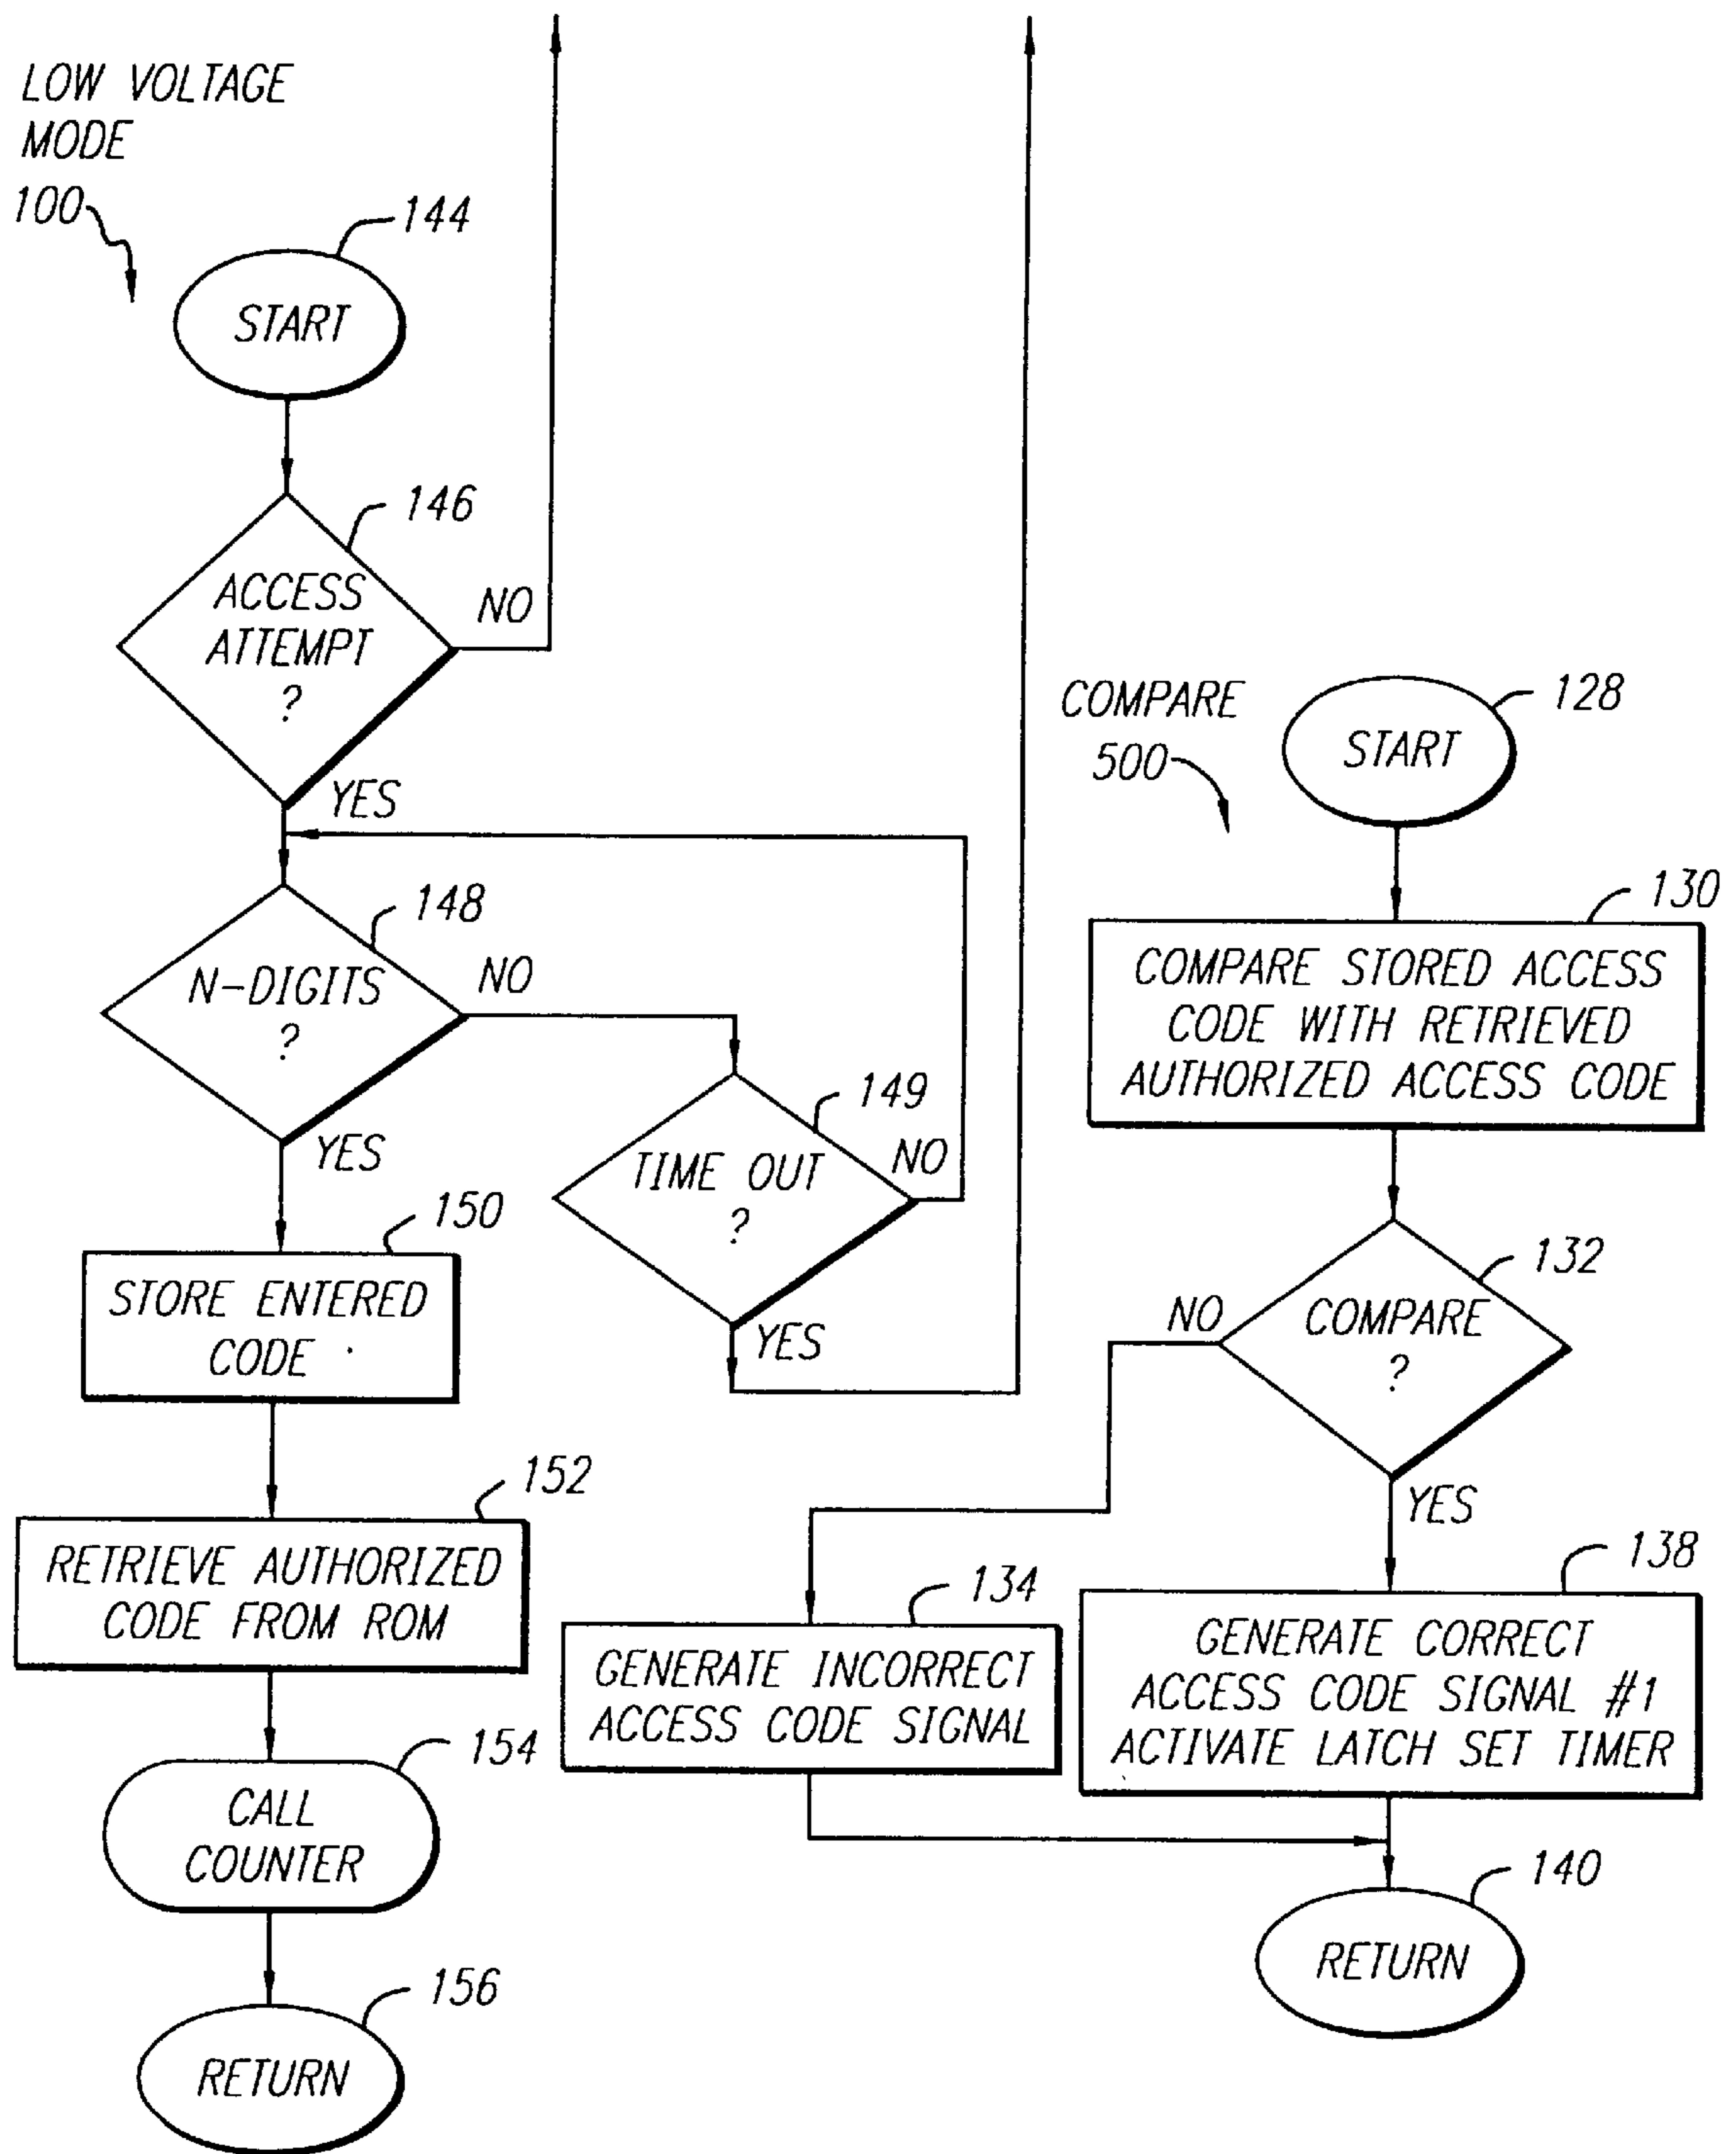 LOW VOLTAGE
MODE
100
144
START
146
ACCESS
ATTEMPT
?
NO
YES
148
N-DIGITS
?
NO
YES
149
TIME OUT
?
NO
YES
150
STORE ENTERED
CODE
152
RETRIEVE AUTHORIZED
CODE FROM ROM
154
CALL
COUNTER
156
RETURN
COMPARE
500
128
START
130
COMPARE STORED ACCESS
CODE WITH RETRIEVED
AUTHORIZED ACCESS CODE
132
COMPARE
?
NO
YES
134
GENERATE INCORRECT
ACCESS CODE SIGNAL
138
GENERATE CORRECT
ACCESS CODE SIGNAL #1
ACTIVATE LATCH SET TIMER
140
RETURN